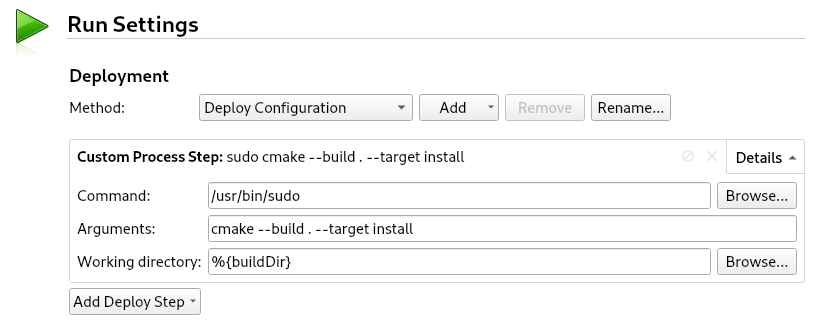 Run Settings
Deployment
Method: Deploy Configuration Add Remove Rename...
Custom Process Step: sudo cmake --build . --target install Details
Command: /usr/bin/sudo Browse...
Arguments: cmake --build . --target install
Working directory: %{buildDir} Browse...
Add Deploy Step